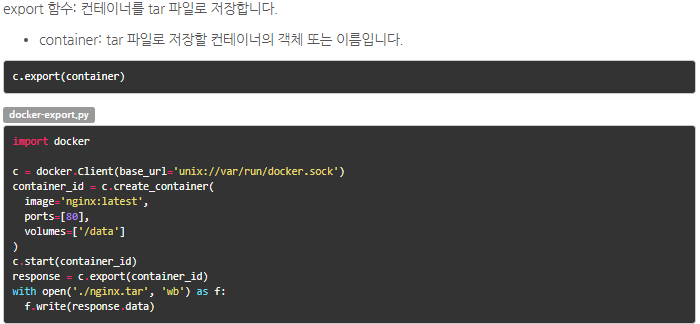 export 함수: 컨테이너를 tar 파일로 저장합니다.
• container: tar 파일로 저장할 컨테이너의 객체 또는 이름입니다.
c.export(container)
docker-export.py
import docker
c = docker.Client(base_url='unix://var/run/docker.sock')
container_id = c.create_container(
  image='nginx:latest',
  ports=[80],
  volumes=['/data']
)
c.start(container_id)
response = c.export(container_id)
with open('./nginx.tar', 'wb') as f:
  f.write(response.data)